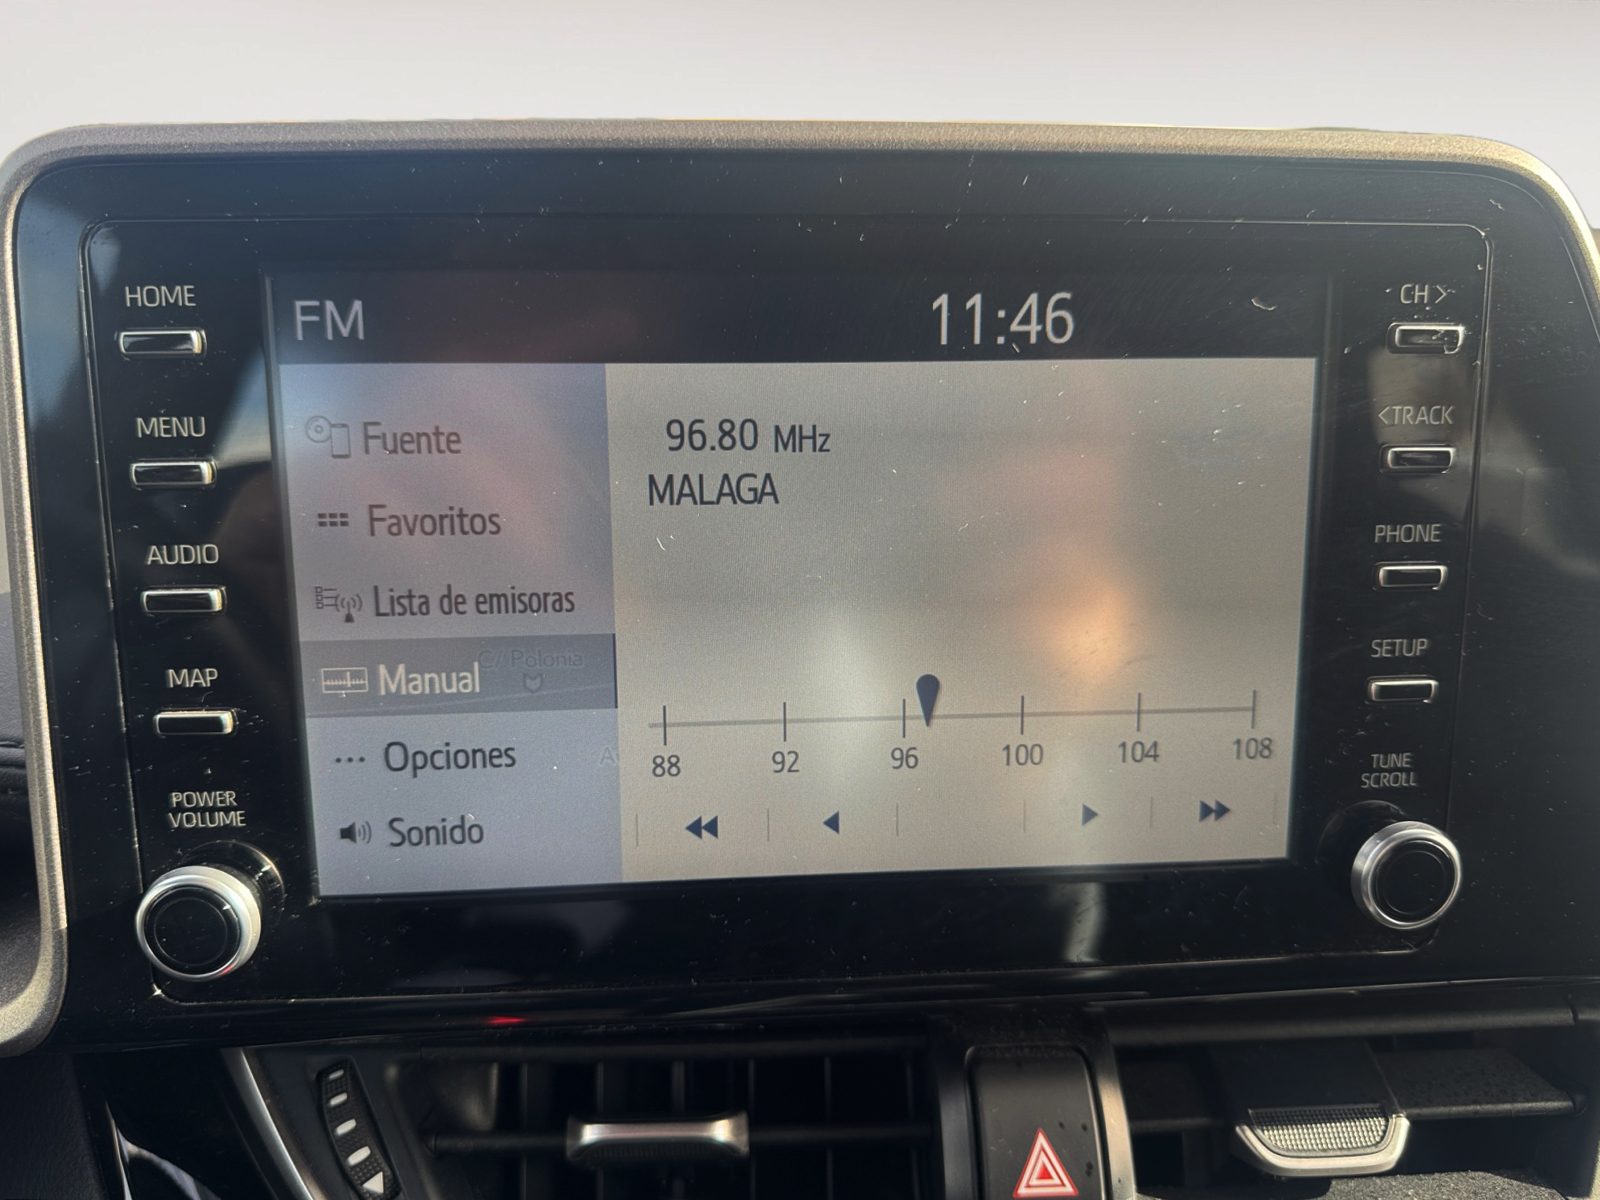 HOME
MENU
AUDIO
MAP
POWER
VOLUME
FM
11:46
Fuente
Favoritos
Lista de emisoras
Manual
C/ Polonia
Opciones
Sonido
96.80 MHz
MALAGA
88 92 96 100 104 108
CH>
<TRACK
PHONE
SETUP
TUNE
SCROLL